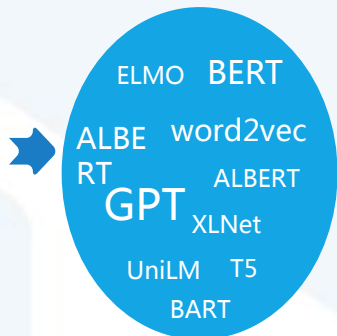 ELMO BERT
ALBE
RT
word2vec
ALBERT
GPT
XLNet
UniLM T5
BART